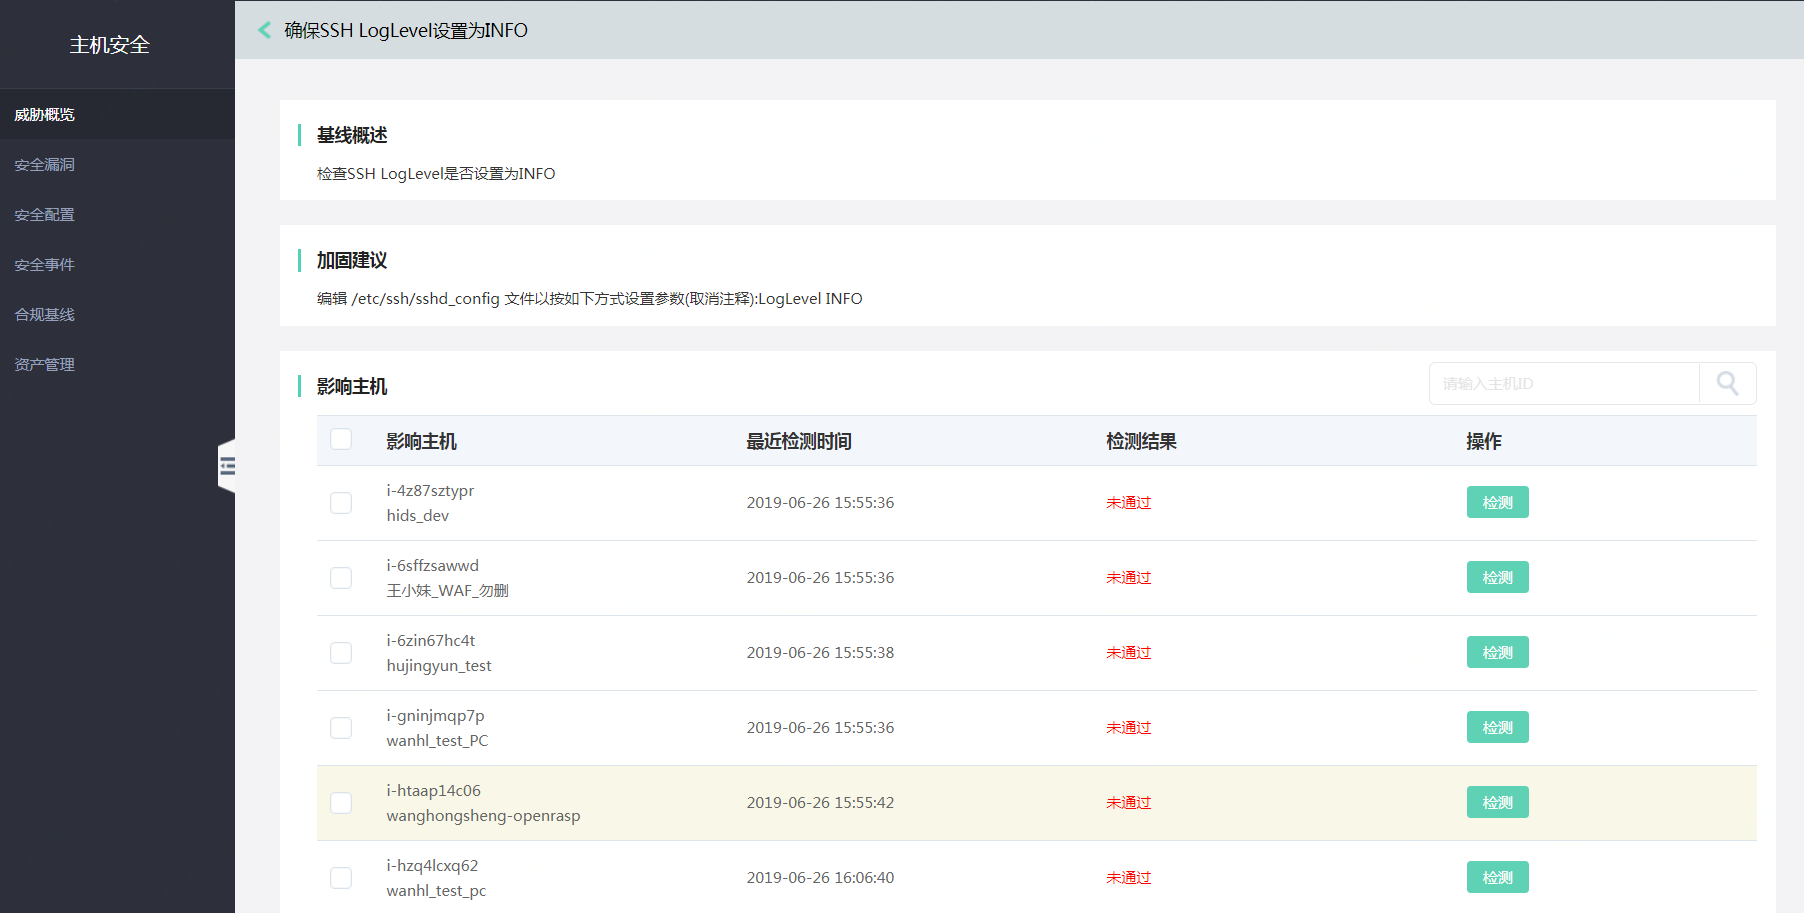 主机安全
威胁概览
安全漏洞
安全配置
安全事件
合规基线
资产管理
确保SSH LogLevel设置为INFO
基线概述
检查SSH LogLevel是否设置为INFO
加固建议
编辑 /etc/ssh/sshd_config 文件以按如下方式设置参数(取消注释):LogLevel INFO
影响主机
请输入主机ID
影响主机 最近检测时间 检测结果 操作
i-4z87sztypr
hids_dev
2019-06-26 15:55:36 未通过 检测
i-6sffzsawwd
王小妹_WAF_勿删
2019-06-26 15:55:36 未通过 检测
i-6zin67hc4t
hujingyun_test
2019-06-26 15:55:38 未通过 检测
i-gninjmqp7p
wanhl_test_PC
2019-06-26 15:55:36 未通过 检测
i-htaap14c06
wanghongsheng-openrasp
2019-06-26 15:55:42 未通过 检测
i-hzq4lcxq62
wanhl_test_pc
2019-06-26 16:06:40 未通过 检测